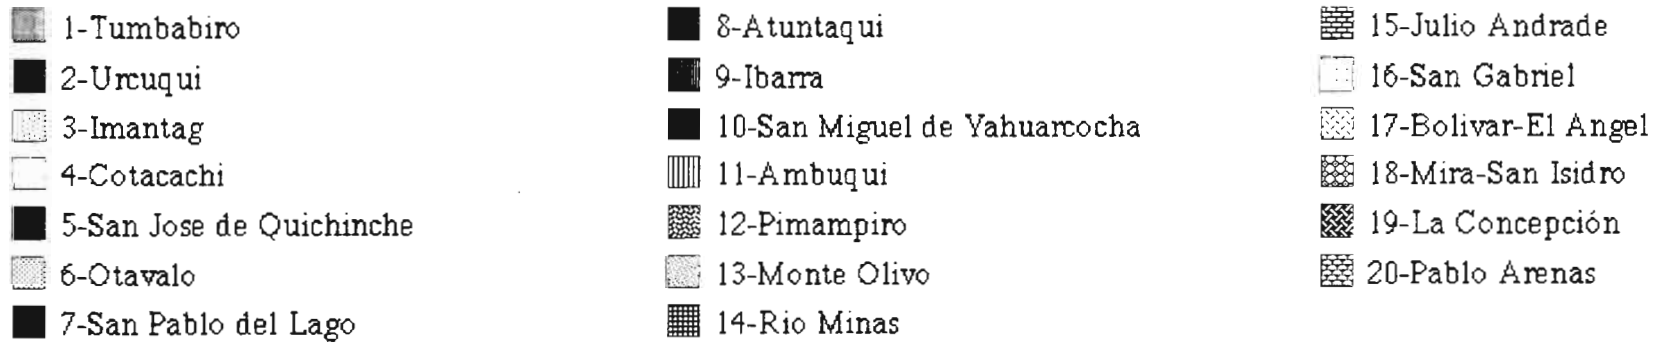 1-Tumbabiro
2-Urcuqui
3-Imantag
4-Cotacachi
5-San Jose de Quichinche
6-Otavalo
7-San Pablo del Lago
8-Atuntaqui
9-Ibarra
10-San Miguel de Yahuarcocha
11-Ambuqui
12-Pimampiro
13-Monte Olivo
14-Rio Minas
15-Julio Andrade
16-San Gabriel
17-Bolivar-El Angel
18-Mira-San Isidro
19-La Concepción
20-Pablo Arenas